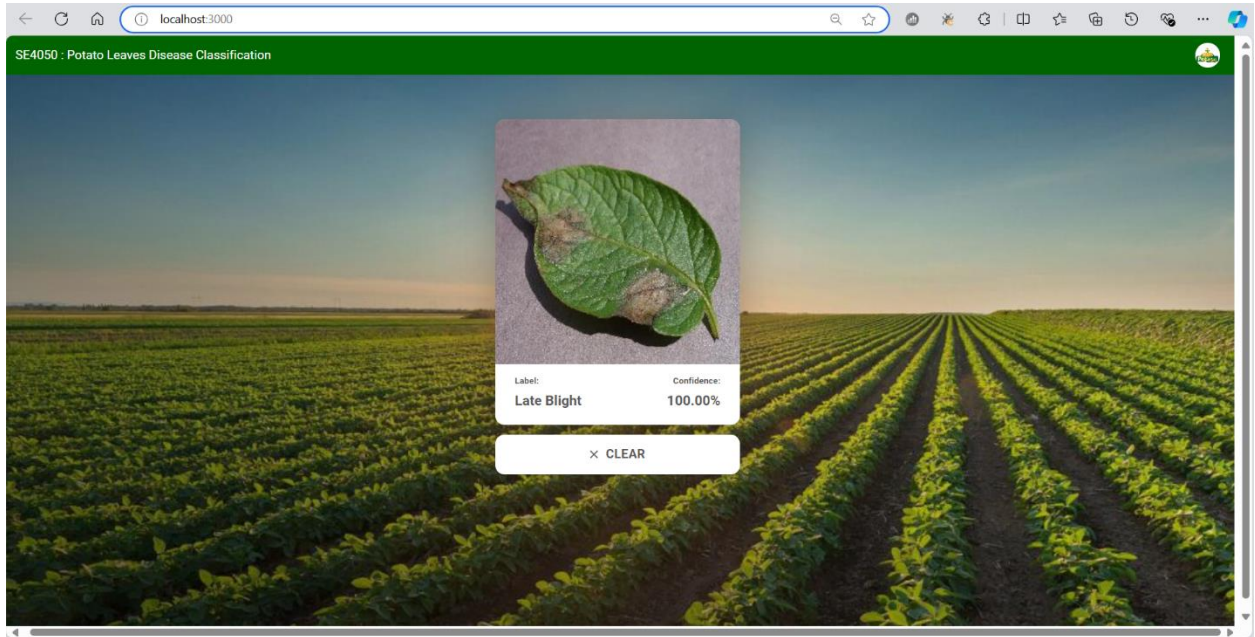 localhost:3000
SE4050 : Potato Leaves Disease Classification
Label:
Confidence:
Late Blight
100.00%
× CLEAR